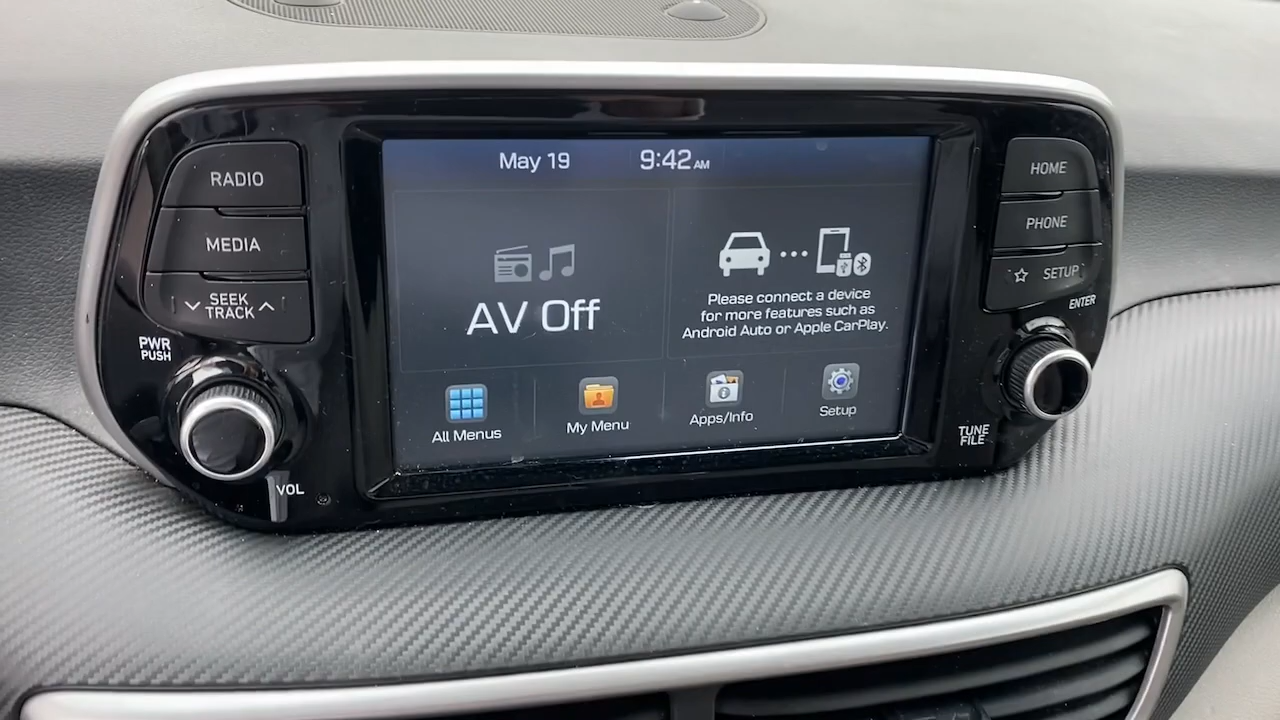 May 19
9:42 AM
RADIO
MEDIA
SEEK
TRACK
PWR
PUSH
VOL
AV Off
Please connect a device
for more features such as
Android Auto or Apple CarPlay.
All Menus
My Menu
Apps/Info
Setup
HOME
PHONE
SETUP
ENTER
TUNE
FILE